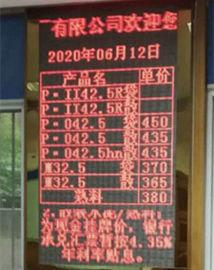 有限公司欢迎您
2020年06月12日
产品名 单价
P·II42.5R袋
P·II42.5R散
P·O42.5 袋 450
P·O42.5 散 435
P·O42.5hn散 435
M32.5 袋 370
M32.5 散 365
熟料 380
为现金挂牌价,银行
承兑汇票首按4.35%
年利率贴息。